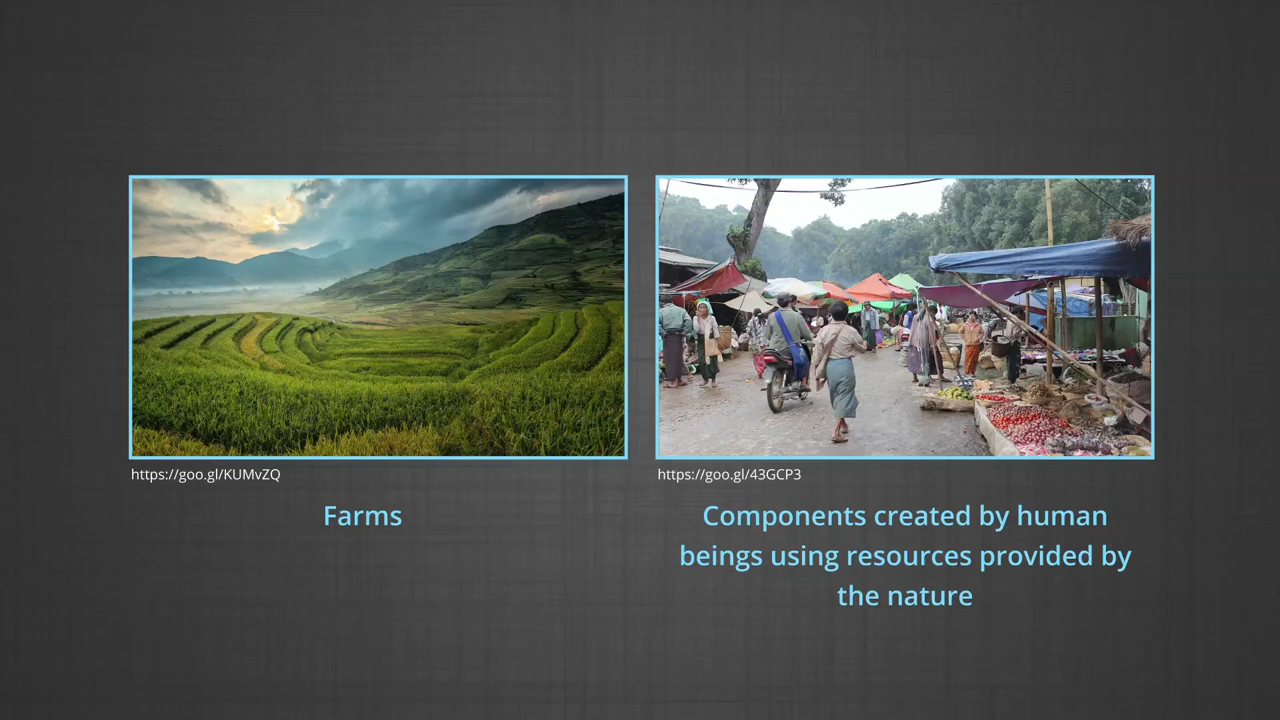 https://goo.gl/KUMvZQ
https://goo.gl/43GCP3
Farms
Components created by human
beings using resources provided by
the nature